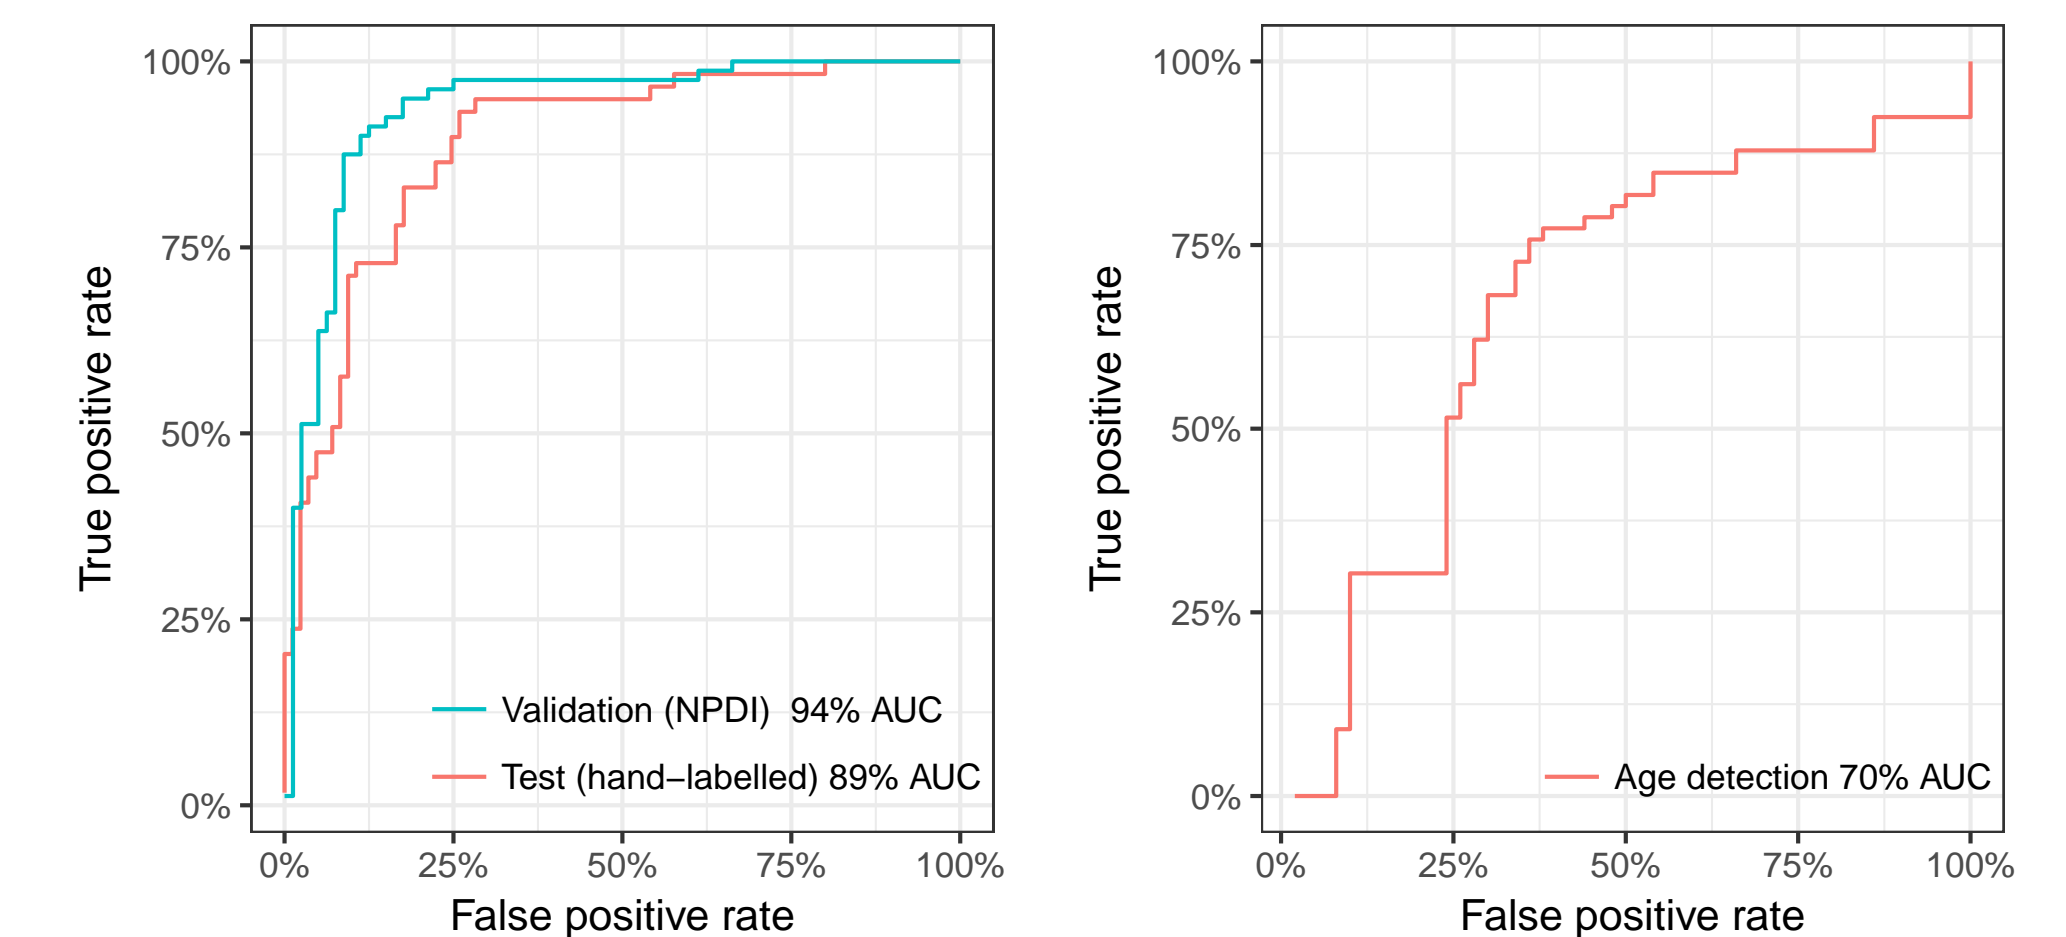 True positive rate
100%
75%
50%
25%
0%
Validation (NPDI) 94% AUC
Test (hand–labelled) 89% AUC
0% 25% 50% 75% 100%
False positive rate
True positive rate
100%
75%
50%
25%
0%
Age detection 70% AUC
0% 25% 50% 75% 100%
False positive rate